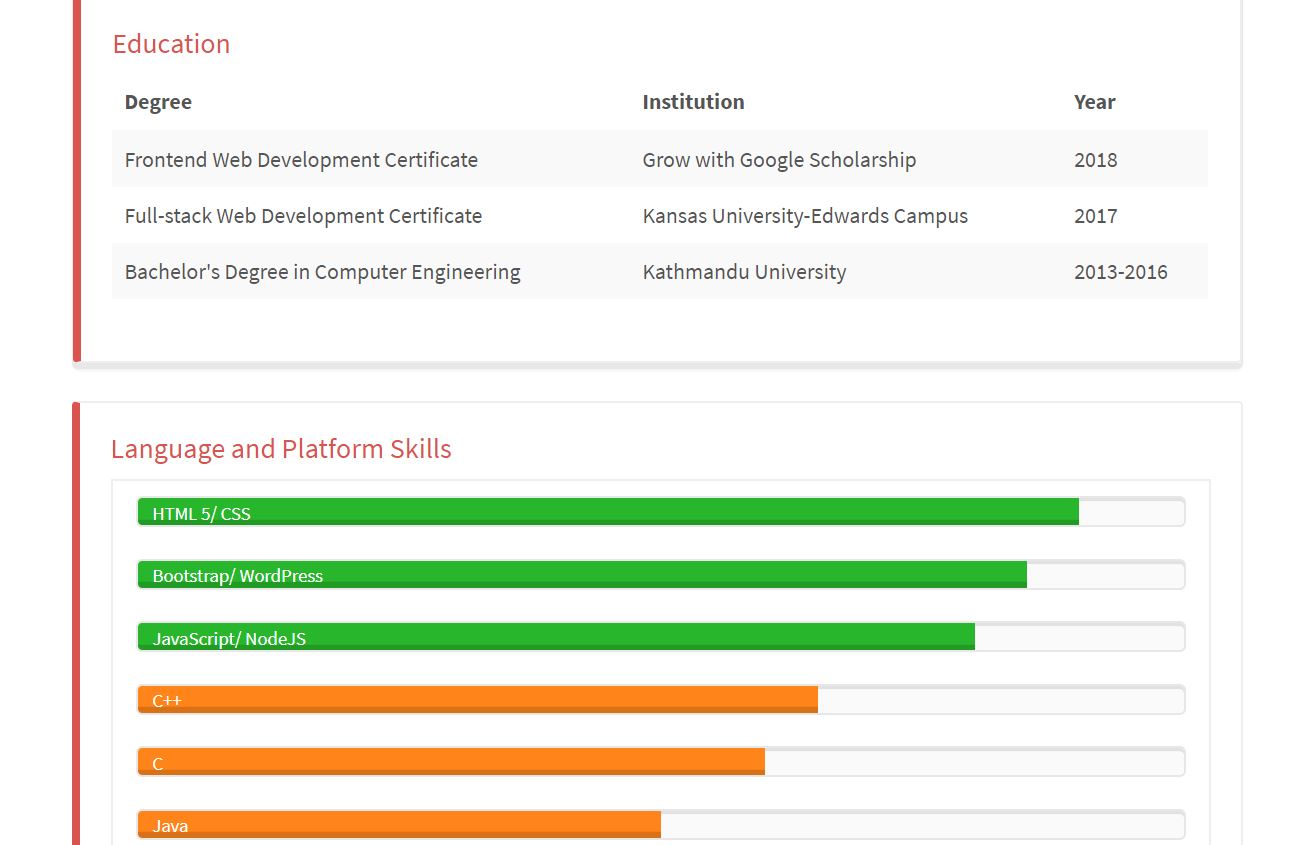 Education
Degree Institution Year
Frontend Web Development Certificate Grow with Google Scholarship 2018
Full-stack Web Development Certificate Kansas University-Edwards Campus 2017
Bachelor's Degree in Computer Engineering Kathmandu University 2013-2016
Language and Platform Skills
HTML 5/ CSS
Bootstrap/ WordPress
JavaScript/ NodeJS
C++
C
Java